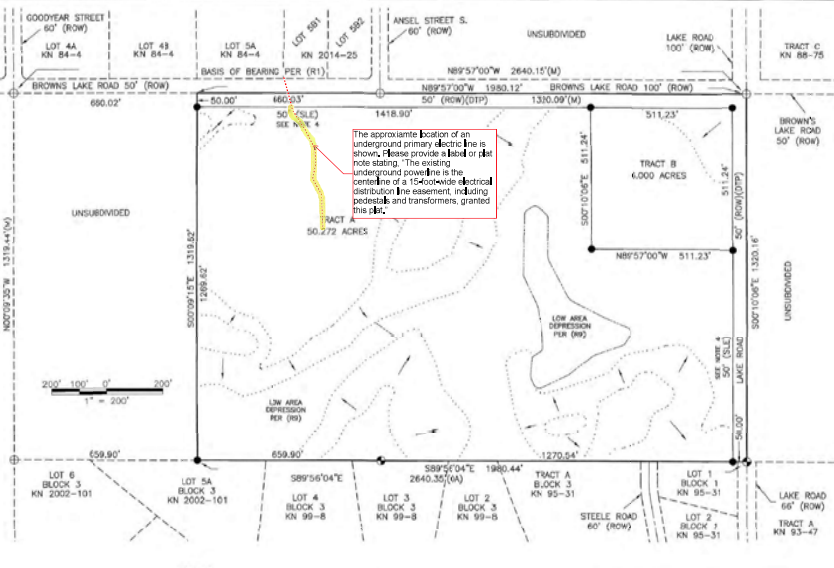 GOODYEAR STREET
60' (ROW)
LOT 4A
KN 84-4
LOT 4B
KN 84-4
LOT 5A
KN 84-4
LOT 5B1
LOT 5B2
KN 2014-25
ANSEL STREET S.
60' (ROW)
UNSUBDIVIDED
LAKE ROAD
100' (ROW)
TRACT C
KN 88-75
BASIS OF BEARING PER (R1)
N89°57'00"W 2640.15'(M)
BROWNS LAKE ROAD 50' (ROW)
N89°57'00"W 1980.12'
BROWNS LAKE ROAD 100' (ROW)
660.02'
50.00'
460.03'
50' (ROW)(DTP)
1320.09'(M)
50' (SLE)
SEE NOTE 4
1418.90'
511.23'
BROWN'S
LAKE ROAD
50' (ROW)
The approxiamte location of an
underground primary electric line is
shown. Please provide a label or plat
note stating, "The existing
underground powerline is the
centerline of a 15-foot-wide electrical
distribution line easement, including
pedestals and transformers, granted
this plat."
S00°10'06"E 511.24'
TRACT B
6.000 ACRES
511.24'
50' (ROW)(DTP)
UNSUBDIVIDED
TRACT A
50.272 ACRES
N89°57'00"W 511.23'
N00°09'35"W 1319.44'(M)
S00°09'15"E 1319.62'
1269.62'
S00°10'06"E 1320.16'
UNSUBDIVIDED
LOW AREA
DEPRESSION
PER (R9)
SEE NOTE 4
50' (SLE)
LAKE ROAD
200' 100' 0' 200'
1" = 200'
LOW AREA
DEPRESSION
PER (R9)
50.00'
659.90'
659.90'
1270.54'
S89°56'04"E
S89°56'04"E 1980.44'
2640.35'(0A)
LOT 6
BLOCK 3
KN 2002-101
LOT 5A
BLOCK 3
KN 2002-101
LOT 4
BLOCK 3
KN 99-8
LOT 3
BLOCK 3
KN 99-8
LOT 2
BLOCK 3
KN 99-8
TRACT A
BLOCK 3
KN 95-31
STEELE ROAD
60' (ROW)
LOT 1
BLOCK 1
KN 95-31
LOT 2
BLOCK 1
KN 95-31
LAKE ROAD
66' (ROW)
TRACT A
KN 93-47